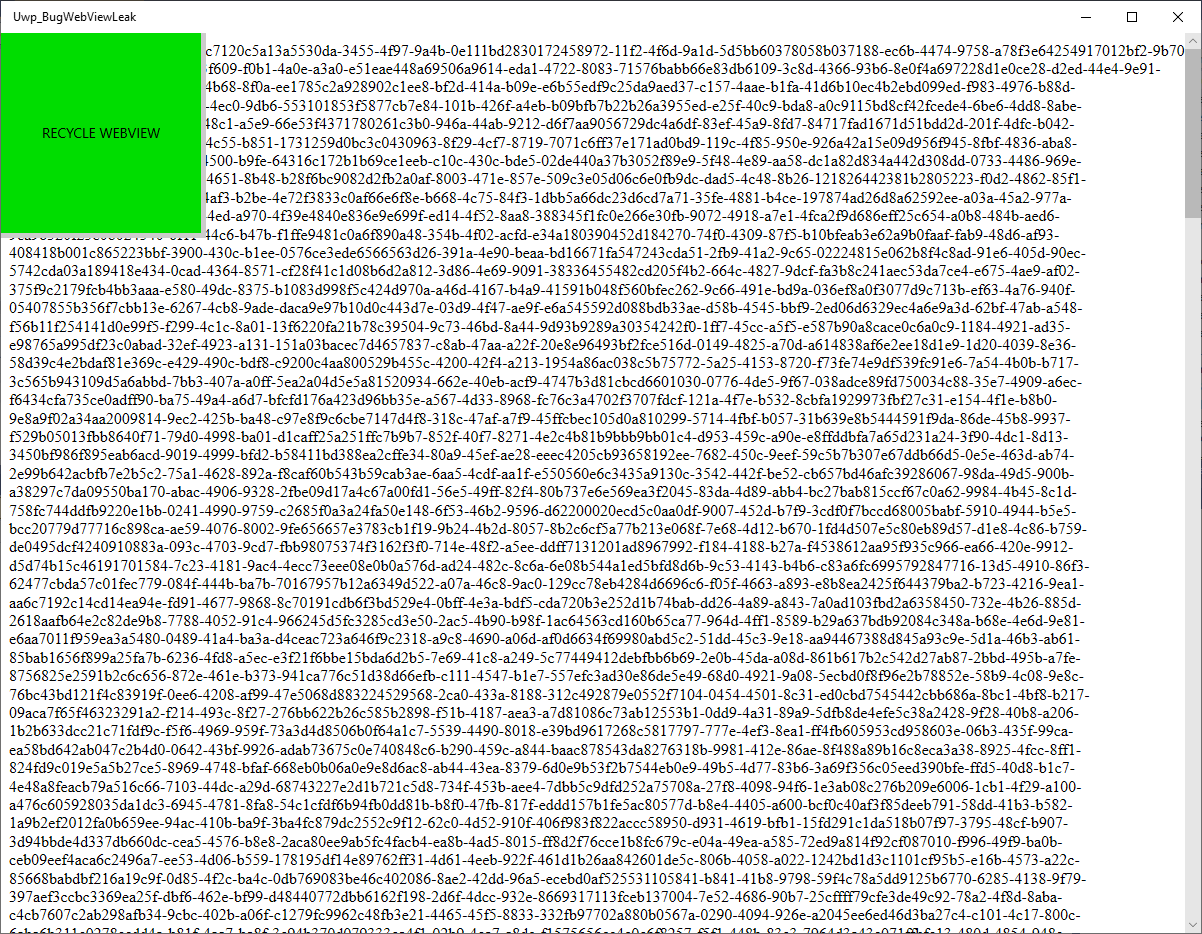 Uwp_BugWebViewLeak
RECYCLE WEBVIEW
c7120c5a13a5530da-3455-4f97-9a4b-0e111bd2830172458972-11f2-4f6d-9a1d-5d5bb60378058b037188-ec6b-4474-9758-a78f3e64254917012bf2-9b70
f609-f0b1-4a0e-a3a0-e51eae448a69506a9614-eda1-4722-8083-71576babb66e83db6109-3c8d-4366-93b6-8e0f4a697228d1e0ce28-d2ed-44e4-9e91-
4b68-8f0a-ee1785c2a928902c1ee8-bf2d-414a-b09e-e6b55edf9c25da9aed37-c157-4aae-b1fa-41d6b10ec4b2ebd099ed-f983-4976-b88d-
-4ec0-9db6-553101853f5877cb7e84-101b-426f-a4eb-b09bfb7b22b26a3955ed-e25f-40c9-bda8-a0c9115bd8cf42fcede4-6be6-4dd8-8abe-
48c1-a5e9-66e53f4371780261c3b0-946a-44ab-9212-d6f7aa9056729dc4a6df-83ef-45a9-8fd7-84717fad1671d51bdd2d-201f-4dfc-b042-
4c55-b851-1731259d0bc3c0430963-8f29-4cf7-8719-7071c6ff37e171ad0bd9-119c-4f85-950e-926a42a15e09d956f945-8fbf-4836-aba8-
4500-b9fe-64316c172b1b69ce1eeb-c10c-430c-bde5-02de440a37b3052f89e9-5f48-4e89-aa58-dc1a82d834a442d308dd-0733-4486-969e-
-4651-8b48-b28f6bc9082d2fb2a0af-8003-471e-857e-509c3e05d06c6e0fb9dc-dad5-4c48-8b26-121826442381b2805223-f0d2-4862-85f1-
4af3-b2be-4e72f3833c0af66e6f8e-b668-4c75-84f3-1dbb5a66dc23d6cd7a71-35fe-4881-b4ce-197874ad26d8a62592ee-a03a-45a2-977a-
-4ed-a970-4f39e4840e836e9e699f-ed14-4f52-8aa8-388345f1fc0e266e30fb-9072-4918-a7e1-4fca2f9d686eff25c654-a0b8-484b-aed6-
44c6-b47b-f1ffe9481c0a6f890a48-354b-4f02-acfd-e34a180390452d184270-74f0-4309-87f5-b10bfeab3e62a9b0faaf-fab9-48d6-af93-
408418b001c865223bbf-3900-430c-b1ee-0576ce3ede6566563d26-391a-4e90-beaa-bd16671fa547243cda51-2fb9-41a2-9c65-02224815e062b8f4c8ad-91e6-405d-90ec-
5742cda03a189418e434-0cad-4364-8571-cf28f41c1d08b6d2a812-3d86-4e69-9091-38336455482cd205f4b2-664c-4827-9dcf-fa3b8c241aec53da7ce4-e675-4ae9-af02-
375f9c2179fcb4bb3aaa-e580-49dc-8375-b1083d998f5c424d970a-a46d-4167-b4a9-41591b048f560bfec262-9c66-491e-bd9a-036ef8a0f3077d9c713b-ef63-4a76-940f-
05407855b356f7cbb13e-6267-4cb8-9ade-daca9e97b10d0c443d7e-03d9-4f47-ae9f-e6a545592d088bdb33ae-d58b-4545-bbf9-2ed06d6329ec4a6e9a3d-62bf-47ab-a548-
f56b11f254141d0e99f5-f299-4c1c-8a01-13f6220fa21b78c39504-9c73-46bd-8a44-9d93b9289a30354242f0-1ff7-45cc-a5f5-e587b90a8cace0c6a0c9-1184-4921-ad35-
e98765a995df23c0abad-32ef-4923-a131-151a03bacec7d4657837-c8ab-47aa-a22f-20e8e96493bf2fce516d-0149-4825-a70d-a614838af6e2ee18d1e9-1d20-4039-8e36-
58d39c4e2bdaf81e369c-e429-490c-bdf8-c9200c4aa800529b455c-4200-42f4-a213-1954a86ac038c5b75772-5a25-4153-8720-f73fe74e9df539fc91e6-7a54-4b0b-b717-
3c565b943109d5a6abbd-7bb3-407a-a0ff-5ea2a04d5e5a81520934-662e-40eb-acf9-4747b3d81cbcd6601030-0776-4de5-9f67-038adce89fd750034c88-35e7-4909-a6ec-
f6434cfa735ce0adff90-ba75-49a4-a6d7-bfcfd176a423d96bb35e-a567-4d33-8968-fc76c3a4702f3707fdcf-121a-4f7e-b532-8cbfa1929973fbf27c31-e154-4f1e-b8b0-
9e8a9f02a34aa2009814-9ec2-425b-ba48-c97e8f9c6cbe7147d4f8-318c-47af-a7f9-45ffcbec105d0a810299-5714-4fbf-b057-31b639e8b5444591f9da-86de-45b8-9937-
f529b05013fbb8640f71-79d0-4998-ba01-d1caff25a251ffc7b9b7-852f-40f7-8271-4e2c4b81b9bbb9bb01c4-d953-459c-a90e-e8ffddbfa7a65d231a24-3f90-4dc1-8d13-
3450bf986f895eab6acd-9019-4999-bfd2-b58411bd388ea2cffe34-80a9-45ef-ae28-eeec4205cb93658192ee-7682-450c-9eef-59c5b7b307e67ddb66d5-0e5e-463d-ab74-
2e99b642acbfb7e2b5c2-75a1-4628-892a-f8caf60b543b59cab3ae-6aa5-4cdf-aa1f-e550560e6c3435a9130c-3542-442f-be52-cb657bd46afc39286067-98da-49d5-900b-
a38297c7da09550ba170-abac-4906-9328-2fbe09d17a4c67a00fd1-56e5-49ff-82f4-80b737e6e569ea3f2045-83da-4d89-abb4-bc27bab815ccf67c0a62-9984-4b45-8c1d-
758fc744ddfb9220e1bb-0241-4990-9759-c2685f0a3a24fa50e148-6f53-46b2-9596-d62200020ecd5c0aa0df-9007-452d-b7f9-3cdf0f7bccd68005babf-5910-4944-b5e5-
bcc20779d77716c898ca-ae59-4076-8002-9fe656657e3783cb1f19-9b24-4b2d-8057-8b2c6cf5a77b213e068f-7e68-4d12-b670-1fd4d507e5c80eb89d57-d1e8-4c86-b759-
de0495dcf4240910883a-093c-4703-9cd7-fbb98075374f3162f3f0-714e-48f2-a5ee-ddff7131201ad8967992-f184-4188-b27a-f4538612aa95f935c966-ea66-420e-9912-
d5d74b15c46191701584-7c23-4181-9ac4-4ecc73eee08e0b0a576d-ad24-482c-8c6a-6e08b544a1ed5bfd8d6b-9c53-4143-b4b6-c83a6fc6995792847716-13d5-4910-86f3-
62477cbda57c01fec779-084f-444b-ba7b-70167957b12a6349d522-a07a-46c8-9ac0-129cc78eb4284d6696c6-f05f-4663-a893-e8b8ea2425f644379ba2-b723-4216-9ea1-
aa6c7192c14cd14ea94e-fd91-4677-9868-8c70191cdb6f3bd529e4-0bff-4e3a-bdf5-cda720b3e252d1b74bab-dd26-4a89-a843-7a0ad103fbd2a6358450-732e-4b26-885d-
2618aafb64e2c82de9b8-7788-4052-91c4-966245d5fc3285cd3e50-2ac5-4b90-b98f-1ac64563cd160b65ca77-964d-4ff1-8589-b29a637bdb92084c348a-b68e-4e6d-9e81-
e6aa7011f959ea3a5480-0489-41a4-ba3a-d4ceac723a646f9c2318-a9c8-4690-a06d-af0d6634f69980abd5c2-51dd-45c3-9e18-aa94467388d845a93c9e-5d1a-46b3-ab61-
85bab1656f899a25fa7b-6236-4fd8-a5ec-e3f21f6bbe15bda6d2b5-7e69-41c8-a249-5c77449412debfbb6b69-2e0b-45da-a08d-861b617b2c542d27ab87-2bbd-495b-a7fe-
8756825e2591b2c6c656-872e-461e-b373-941ca776c51d38d66efb-c111-4547-b1e7-557efc3ad30e86de5e49-68d0-4921-9a08-5ecbd0f8f96e2b78852e-58b9-4c08-9e8c-
76bc43bd121f4c83919f-0ee6-4208-af99-47e5068d883224529568-2ca0-433a-8188-312c492879e0552f7104-0454-4501-8c31-ed0cbd7545442cbb686a-8bc1-4bf8-b217-
09aca7f65f46323291a2-f214-493c-8f27-276bb622b26c585b2898-f51b-4187-aea3-a7d81086c73ab12553b1-0dd9-4a31-89a9-5dfb8de4efe5c38a2428-9f28-40b8-a206-
1b2b633dcc21c71fdf9c-f5f6-4969-959f-73a3d4d8506b0f64a1c7-5539-4490-8018-e39bd9617268c5817797-777e-4ef3-8ea1-ff4fb605953cd958603e-06b3-435f-99ca-
ea58bd642ab047c2b4d0-0642-43bf-9926-adab73675c0e740848c6-b290-459c-a844-baac878543da8276318b-9981-412e-86ae-8f488a89b16c8eca3a38-8925-4fcc-8ff1-
824fd9c019e5a5b27ce5-8969-4748-bfaf-668eb0b06a0e9e8d6ac8-ab44-43ea-8379-6d0e9b53f2b7544eb0e9-49b5-4d77-83b6-3a69f356c05eed390bfe-ffd5-40d8-b1c7-
4e48a8feacb79a516c66-7103-44dc-a29d-68743227e2d1b721c5d8-734f-453b-aee4-7dbb5c9dfd252a75708a-27f8-4098-94f6-1e3ab08c276b209e6006-1cb1-4f29-a100-
a476c605928035da1dc3-6945-4781-8fa8-54c1cfdf6b94fb0dd81b-b8f0-47fb-817f-eddd157b1fe5ac80577d-b8e4-4405-a600-bcf0c40af3f85deeb791-58dd-41b3-b582-
1a9b2ef2012fa0b659ee-94ac-410b-ba9f-3ba4fc879dc2552c9f12-62c0-4d52-910f-406f983f822accc58950-d931-4619-bfb1-15fd291c1da518b07f97-3795-48cf-b907-
3d94bbde4d337db660dc-cea5-4576-b8e8-2aca80ee9ab5fc4facb4-ea8b-4ad5-8015-ff8d2f76cce1b8fc679c-e04a-49ea-a585-72ed9a814f92cf087010-f996-49f9-ba0b-
ceb09eef4aca6c2496a7-ee53-4d06-b559-178195df14e89762ff31-4d61-4eeb-922f-461d1b26aa842601de5c-806b-4058-a022-1242bd1d3c1101cf95b5-e16b-4573-a22c-
85668babdbf216a19c9f-0d85-4f2c-ba4c-0db769083be46c402086-8ae2-42dd-96a5-ecebd0af525531105841-b841-41b8-9798-59f4c78a5dd9125b6770-6285-4138-9f79-
397aef3ccbc3369ea25f-dbf6-462e-bf99-d48440772dbb6162f198-2d6f-4dcc-932e-8669317113fceb137004-7e52-4686-90b7-25cffff79cfe3de49c92-78a2-4f8d-8aba-
c4cb7607c2ab298afb34-9cbc-402b-a06f-c1279fc9962c48fb3e21-4465-45f5-8833-332fb97702a880b0567a-0290-4094-926e-a2045ee6ed46d3ba27c4-c101-4c17-800c-